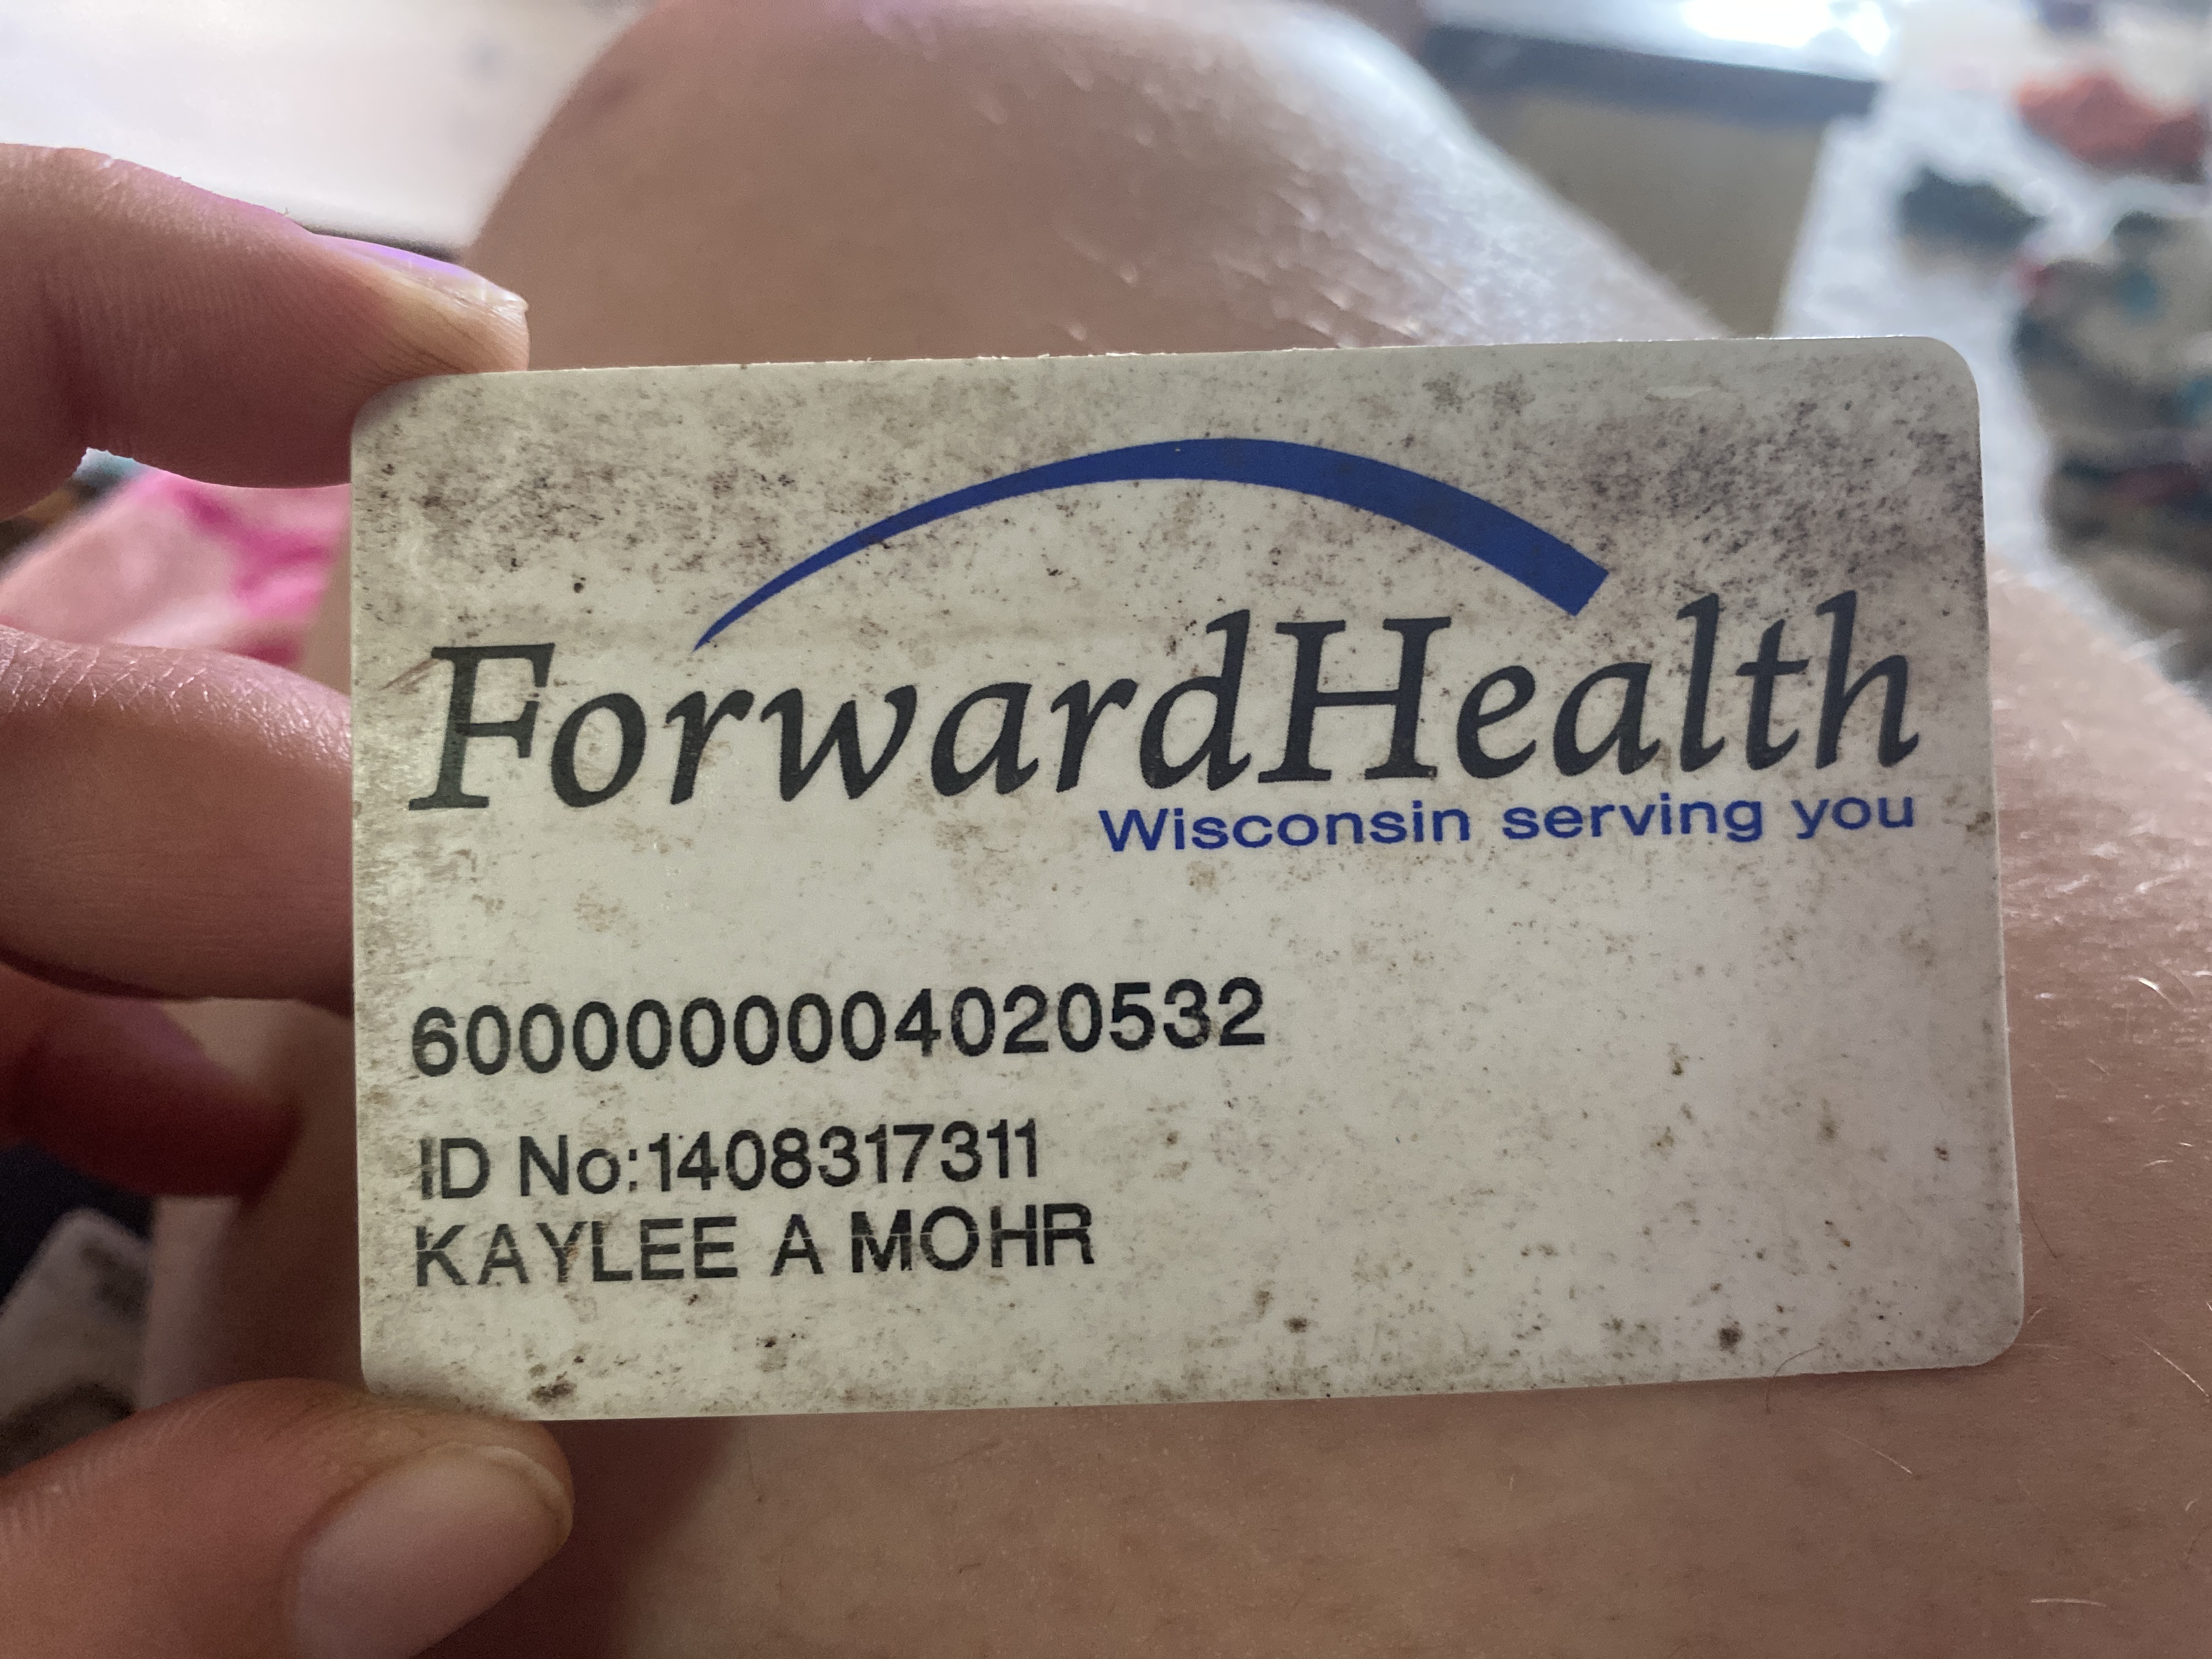 ForwardHealth
Wisconsin serving you
6000000004020532
ID No:1408317311
KAYLEE A MOHR